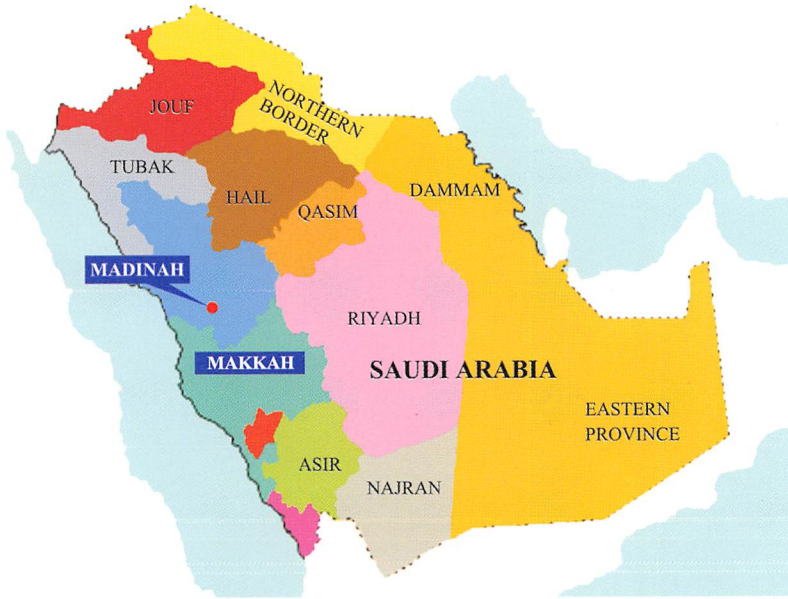 JOUF
NORTHERN
BORDER
TUBAK
HAIL
QASIM
DAMMAM
MADINAH
RIYADH
MAKKAH
SAUDI ARABIA
EASTERN
PROVINCE
ASIR
NAJRAN